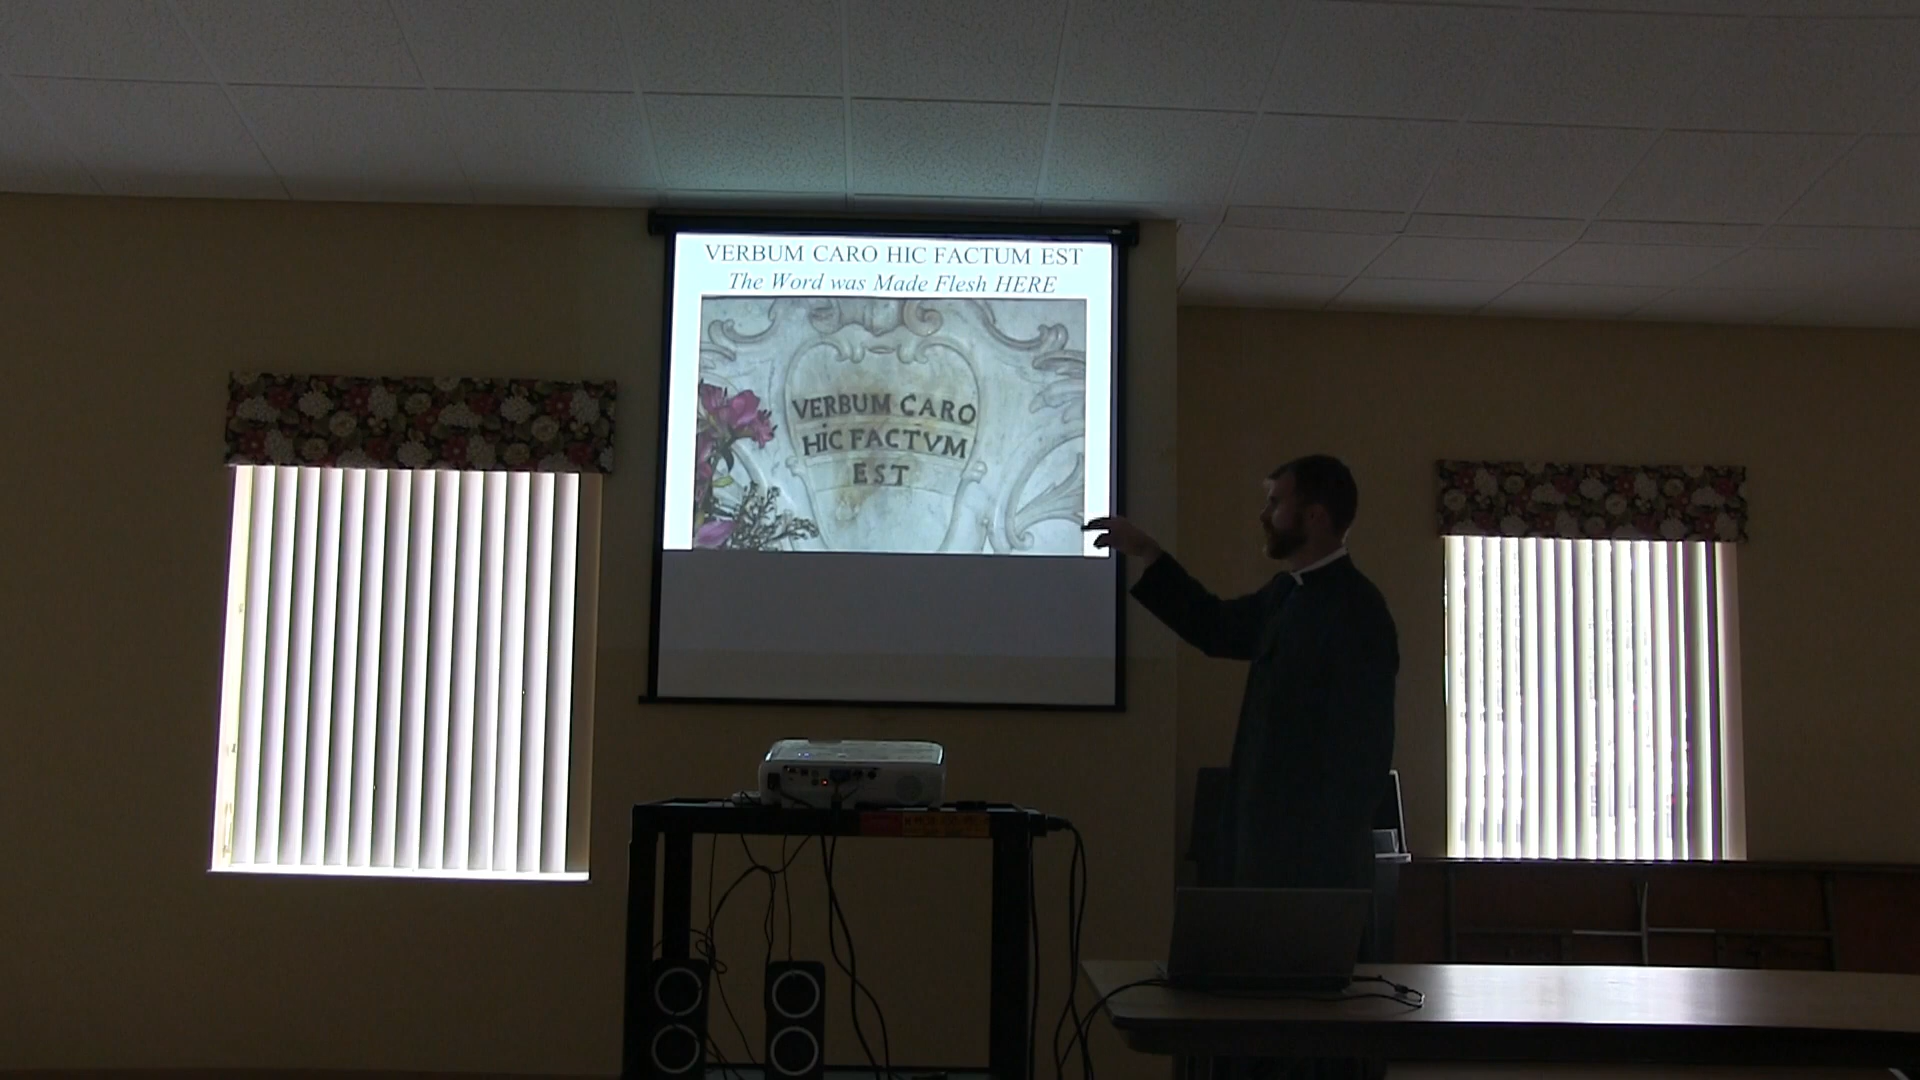 VERBUM CARO HIC FACTUM EST
The Word was Made Flesh HERE
VERBUM CARO
HIC FACTVM
EST